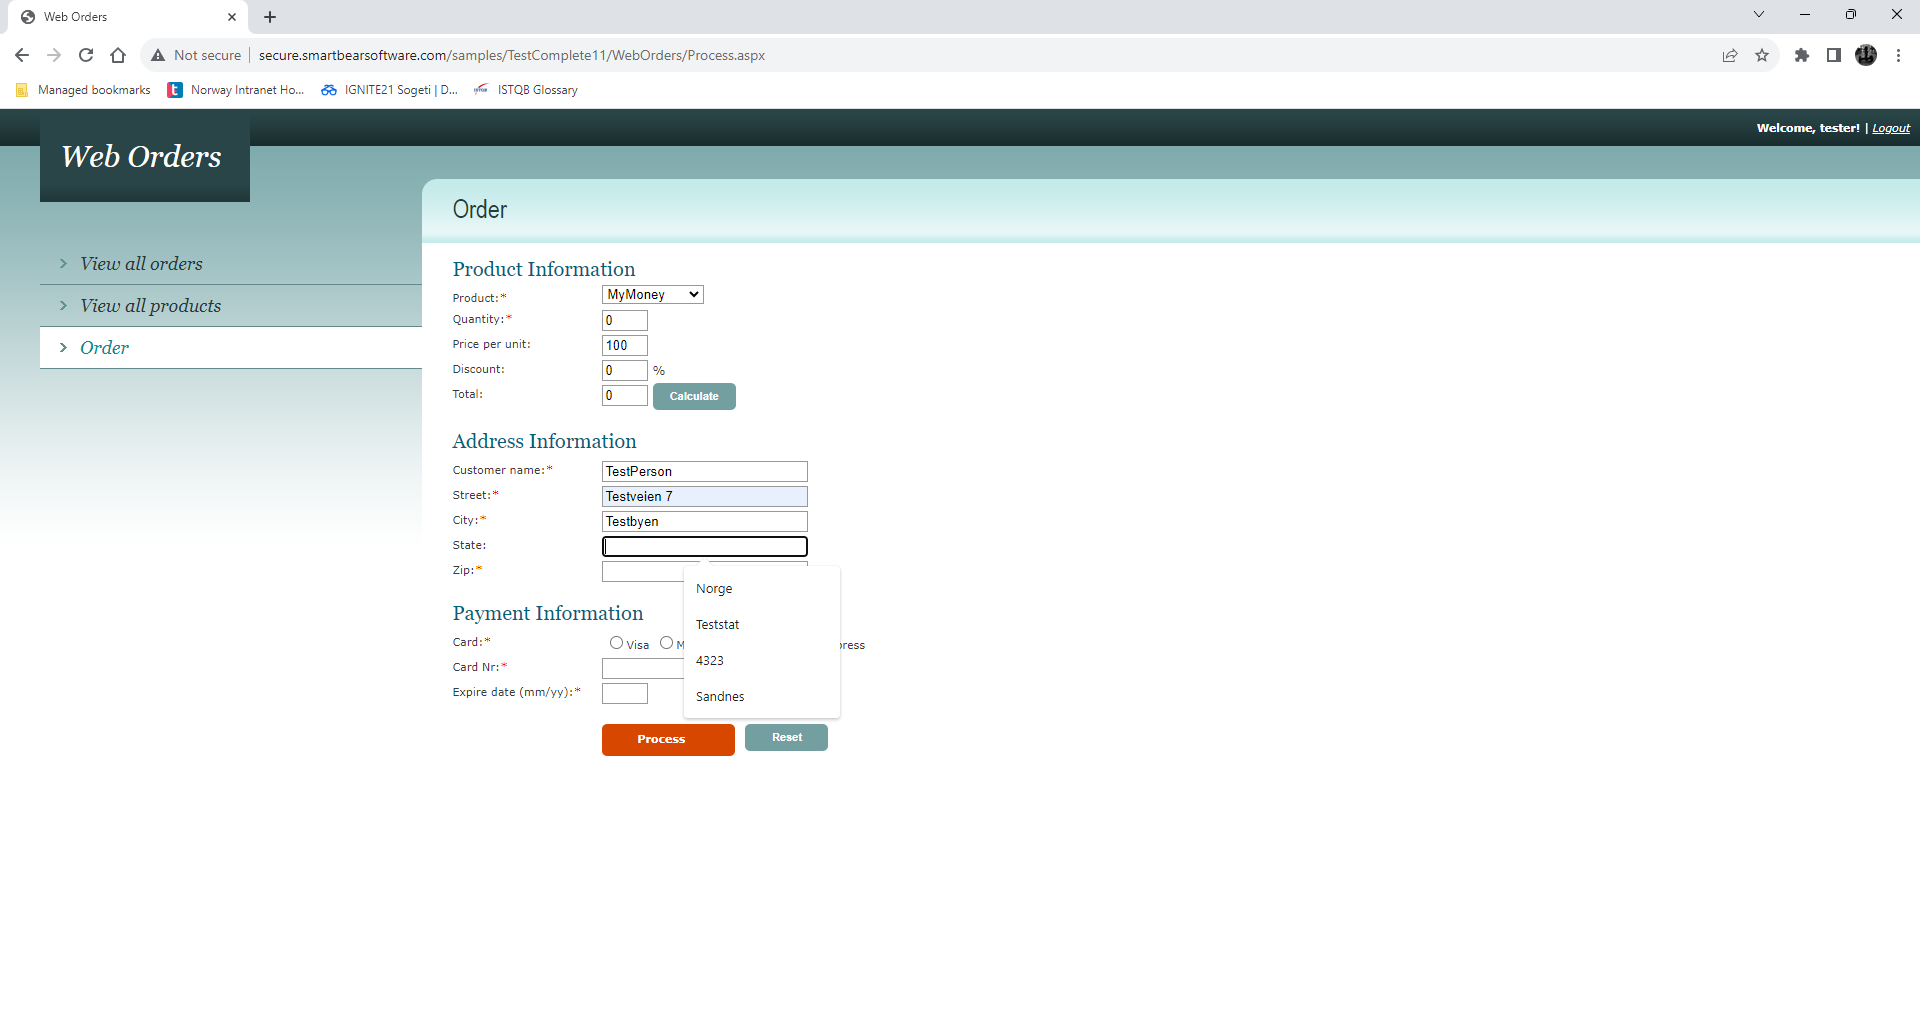 Web Orders
Not secure
secure.smartbearsoftware.com/samples/TestComplete11/WebOrders/Process.aspx
Managed bookmarks
Norway Intranet Ho...
IGNITE21 Sogeti | D...
ISTQB Glossary
Welcome, tester! | Logout
Web Orders
Order
View all orders
View all products
Order
Product Information
Product:* MyMoney
Quantity:* 0
Price per unit: 100
Discount: 0 %
Total: 0 Calculate
Address Information
Customer name:* TestPerson
Street:* Testveien 7
City:* Testbyen
State:
Zip:*
Norge
Teststat
4323
Sandnes
Payment Information
Card:* Visa M press
Card Nr:*
Expire date (mm/yy):*
Process Reset